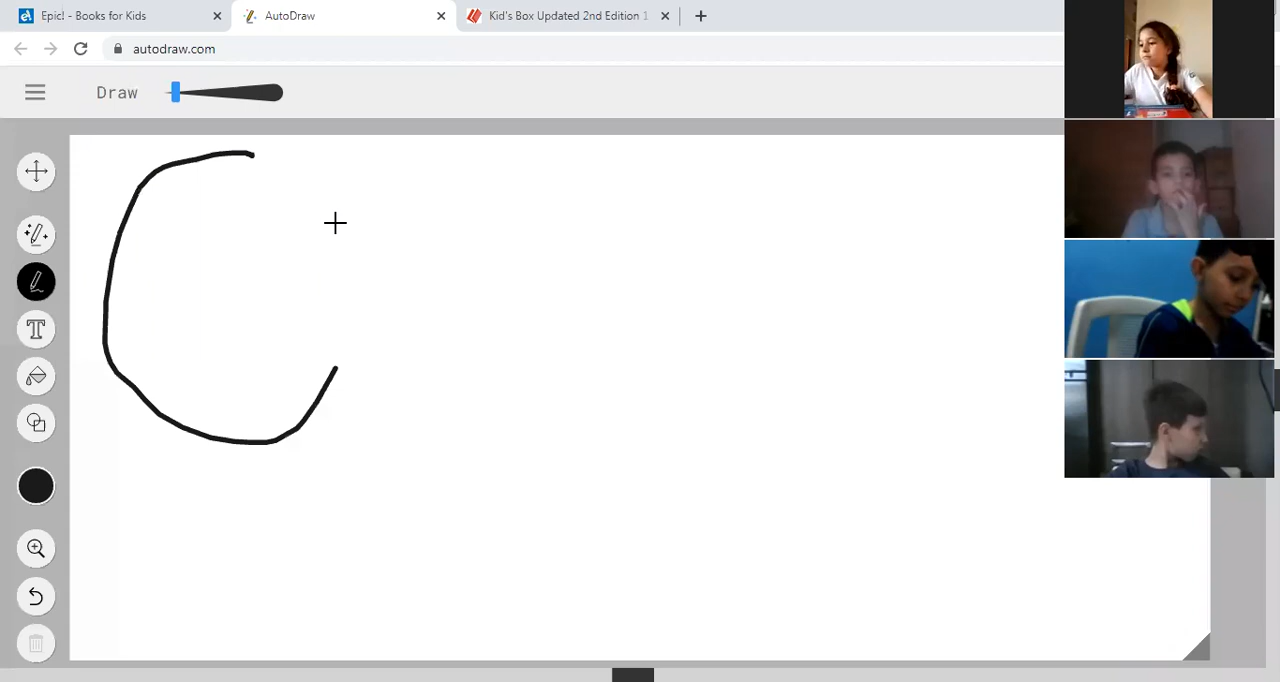 Epic! - Books for Kids
AutoDraw
Kid's Box Updated 2nd Edition 1
autodraw.com
Draw
T